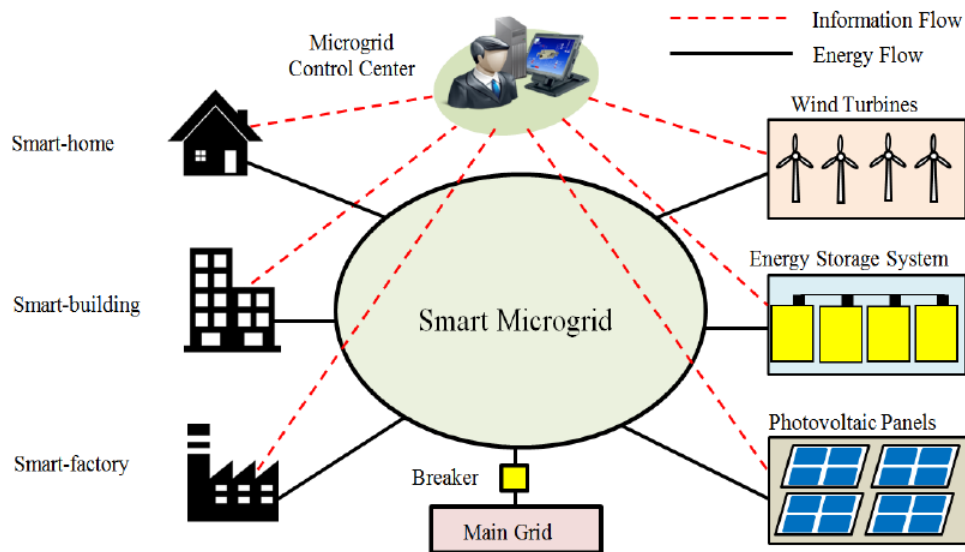 Information Flow
Energy Flow
Microgrid
Control Center
Wind Turbines
Smart-home
Energy Storage System
Smart-building
Smart Microgrid
Photovoltaic Panels
Smart-factory
Breaker
Main Grid